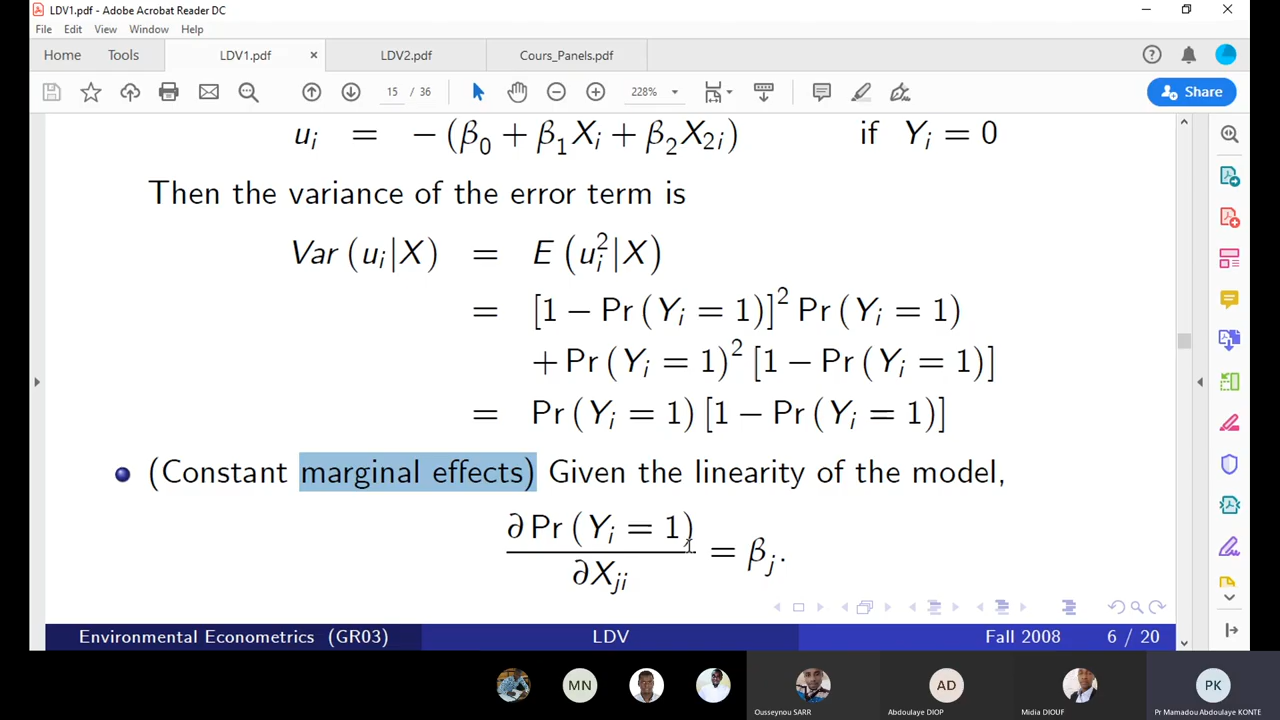 LDV1.pdf - Adobe Acrobat Reader DC
File Edit View Window Help
Home Tools LDV1.pdf × LDV2.pdf Cours_Panels.pdf
15 / 36 228% Share
u_i = − (β_0 + β_1 X_i + β_2 X_{2i}) if Y_i = 0
Then the variance of the error term is
Var (u_i|X) = E (u_i^2|X)
= [1 − Pr (Y_i = 1)]^2 Pr (Y_i = 1)
+ Pr (Y_i = 1)^2 [1 − Pr (Y_i = 1)]
= Pr (Y_i = 1) [1 − Pr (Y_i = 1)]
(Constant marginal effects) Given the linearity of the model,
∂ Pr (Y_i = 1)
∂X_{ji}
= β_j.
Environmental Econometrics (GR03) LDV Fall 2008 6 / 20
MN AD PK
Ousseynou SARR Abdoulaye DIOP Midia DIOUF Pr Mamadou Abdoulaye KONTE